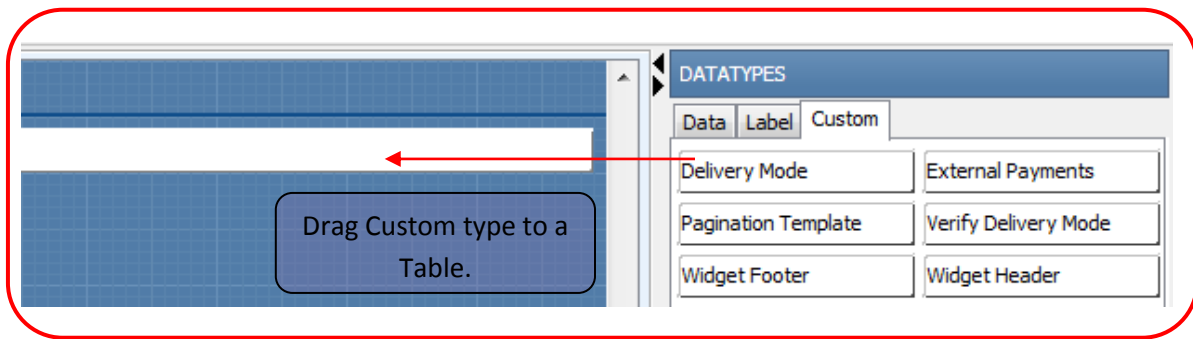 DATATYPES
Data Label Custom
Delivery Mode External Payments
Pagination Template Verify Delivery Mode
Widget Footer Widget Header
Drag Custom type to a
Table.